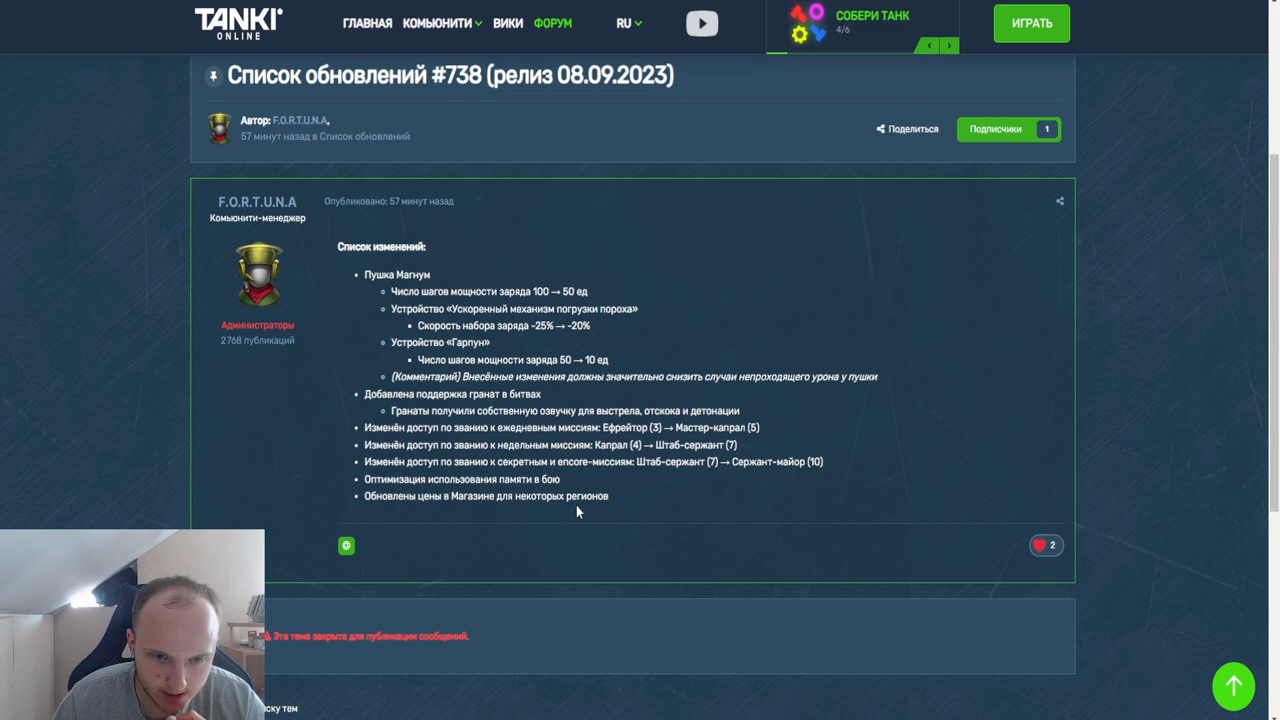 TANKI
ONLINE
ГЛАВНАЯ КОМЬЮНИТИ ВИКИ ФОРУМ RU
СОБЕРИ ТАНК
4/6
ИГРАТЬ
Список обновлений #738 (релиз 08.09.2023)
Автор: F.O.R.T.U.N.A,
57 минут назад в Список обновлений
Поделиться
Подписчики 1
F.O.R.T.U.N.A
Комьюнити-менеджер
Администраторы
2 768 публикаций
Опубликовано: 57 минут назад
Список изменений:
• Пушка Магнум
Число шагов мощности заряда 100 → 50 ед
Устройство «Ускоренный механизм погрузки пороха»
• Скорость набора заряда -25% → -20%
Устройство «Гарпун»
• Число шагов мощности заряда 50 → 10 ед
(Комментарий) Внесённые изменения должны значительно снизить случаи непроходящего урона у пушки
• Добавлена поддержка гранат в битвах
Гранаты получили собственную озвучку для выстрела, отскока и детонации
• Изменён доступ по званию к ежедневным миссиям: Ефрейтор (3) → Мастер-капрал (5)
• Изменён доступ по званию к недельным миссиям: Капрал (4) → Штаб-сержант (7)
• Изменён доступ по званию к секретным и encore-миссиям: Штаб-сержант (7) → Сержант-майор (10)
• Оптимизация использования памяти в бою
• Обновлены цены в Магазине для некоторых регионов
2
Эта тема закрыта для публикации сообщений.
ску тем